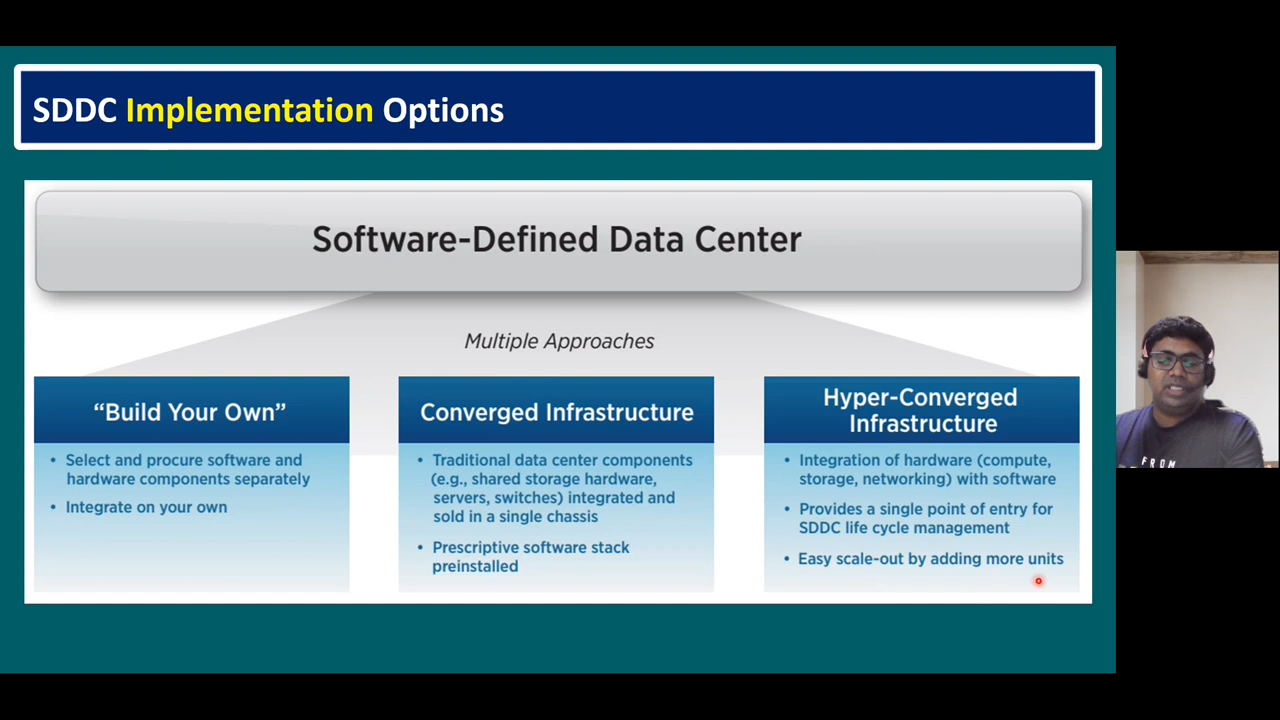 SDDC Implementation Options
Software-Defined Data Center
Multiple Approaches
“Build Your Own”
• Select and procure software and
hardware components separately
• Integrate on your own
Converged Infrastructure
• Traditional data center components
(e.g., shared storage hardware,
servers, switches) integrated and
sold in a single chassis
• Prescriptive software stack
preinstalled
Hyper-Converged
Infrastructure
• Integration of hardware (compute,
storage, networking) with software
• Provides a single point of entry for
SDDC life cycle management
• Easy scale-out by adding more units
FROM